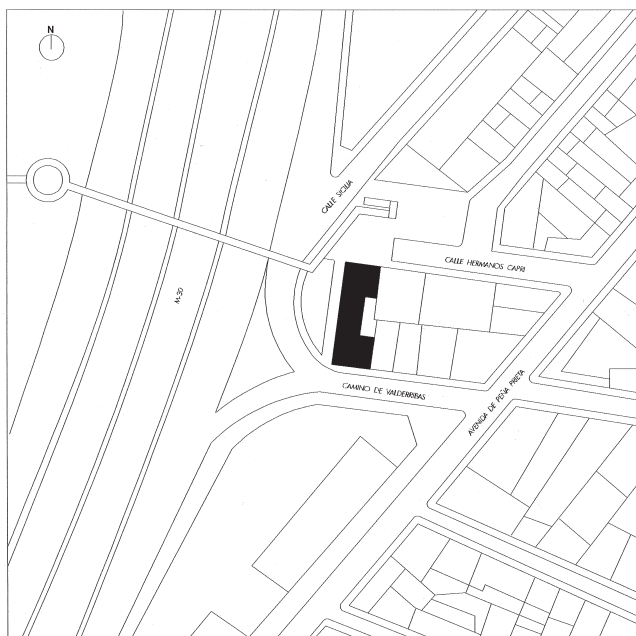 N
CALLE SICILIA
CALLE HERMANOS CAPRI
M-30
CAMINO DE VALDERRIBAS
AVENIDA DE PEÑA PRIETA